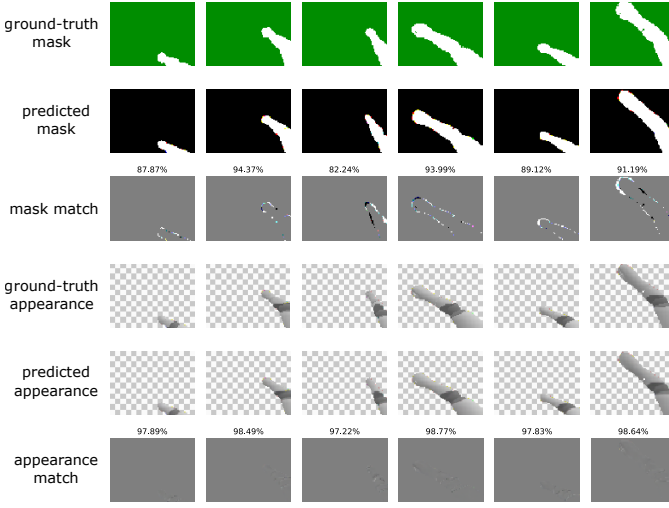 ground-truth
mask
predicted
mask
87.87% 94.37% 82.24% 93.99% 89.12% 91.19%
mask match
ground-truth
appearance
predicted
appearance
97.89% 98.49% 97.22% 98.77% 97.83% 98.64%
appearance
match